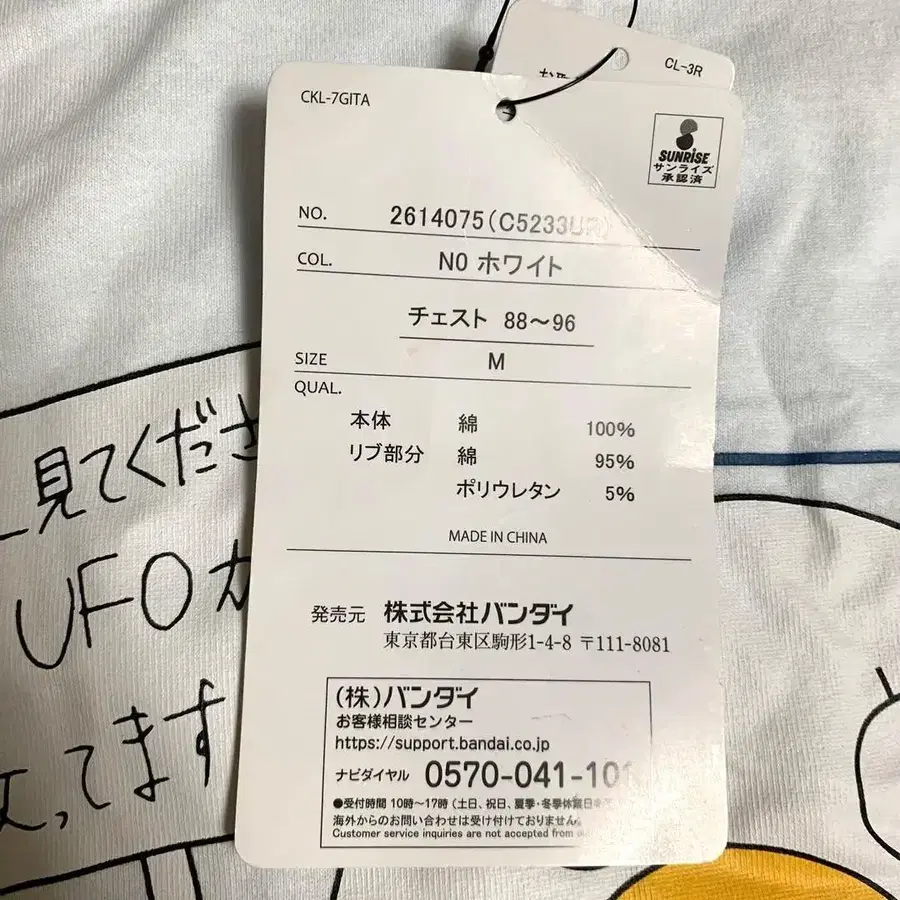 CL-3R
CKL-7GITA
SUNRISE
サンライズ
承認済
NO. 2614075(C5233UR)
COL. NO ホワイト
チェスト 88〜96
SIZE M
QUAL.
本体 綿 100%
リブ部分 綿 95%
ポリウレタン 5%
MADE IN CHINA
発売元 株式会社バンダイ
東京都台東区駒形1-4-8 〒111-8081
(株)バンダイ
お客様相談センター
https://support.bandai.co.jp
ナビダイヤル 0570-041-101
●受付時間 10時〜17時(土日、祝日、夏季・冬季休業日
海外からのお問い合わせは受け付けておりません。
Customer service inquiries are not accepted from
見てくださ
UFOが
ってます